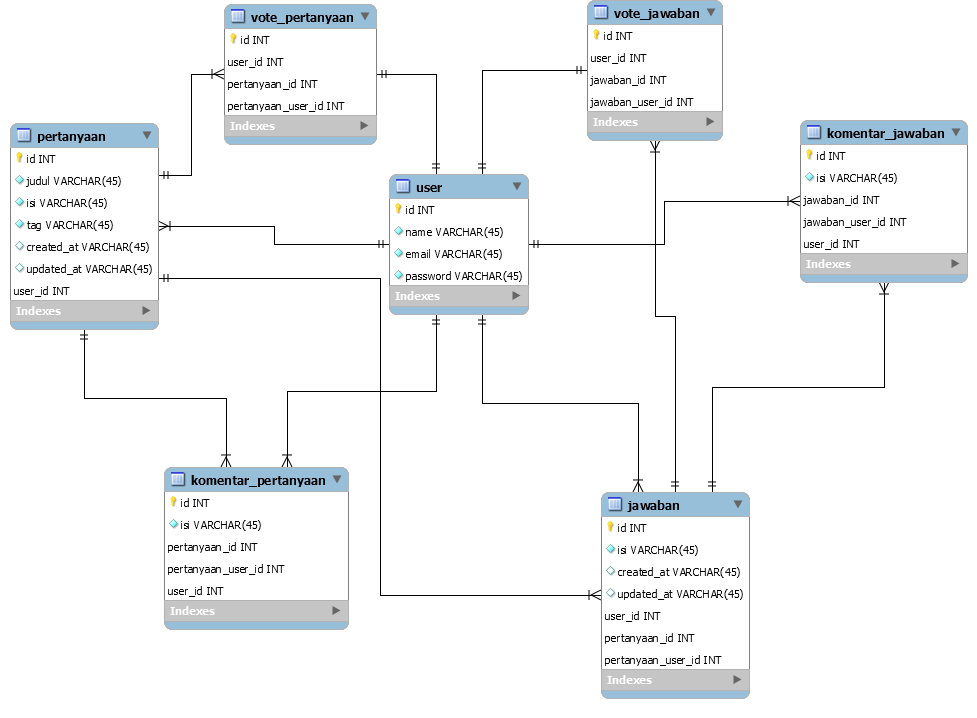 vote_pertanyaan
id INT
user_id INT
pertanyaan_id INT
pertanyaan_user_id INT
Indexes
vote_jawaban
id INT
user_id INT
jawaban_id INT
jawaban_user_id INT
Indexes
pertanyaan
id INT
judul VARCHAR(45)
isi VARCHAR(45)
tag VARCHAR(45)
created_at VARCHAR(45)
updated_at VARCHAR(45)
user_id INT
Indexes
komentar_jawaban
id INT
isi VARCHAR(45)
jawaban_id INT
jawaban_user_id INT
user_id INT
Indexes
user
id INT
name VARCHAR(45)
email VARCHAR(45)
password VARCHAR(45)
Indexes
komentar_pertanyaan
id INT
isi VARCHAR(45)
pertanyaan_id INT
pertanyaan_user_id INT
user_id INT
Indexes
jawaban
id INT
isi VARCHAR(45)
created_at VARCHAR(45)
updated_at VARCHAR(45)
user_id INT
pertanyaan_id INT
pertanyaan_user_id INT
Indexes